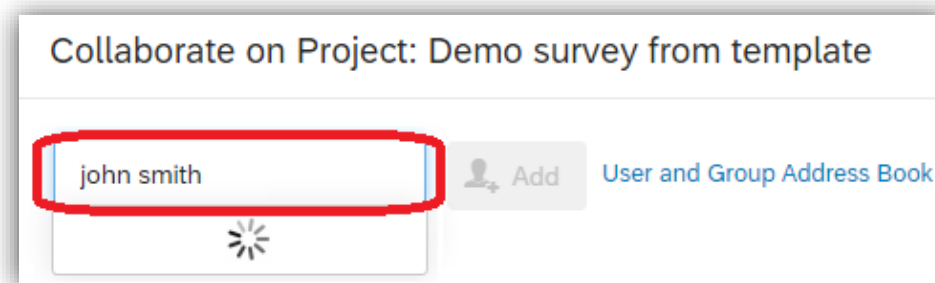 Collaborate on Project: Demo survey from template
john smith
Add
User and Group Address Book